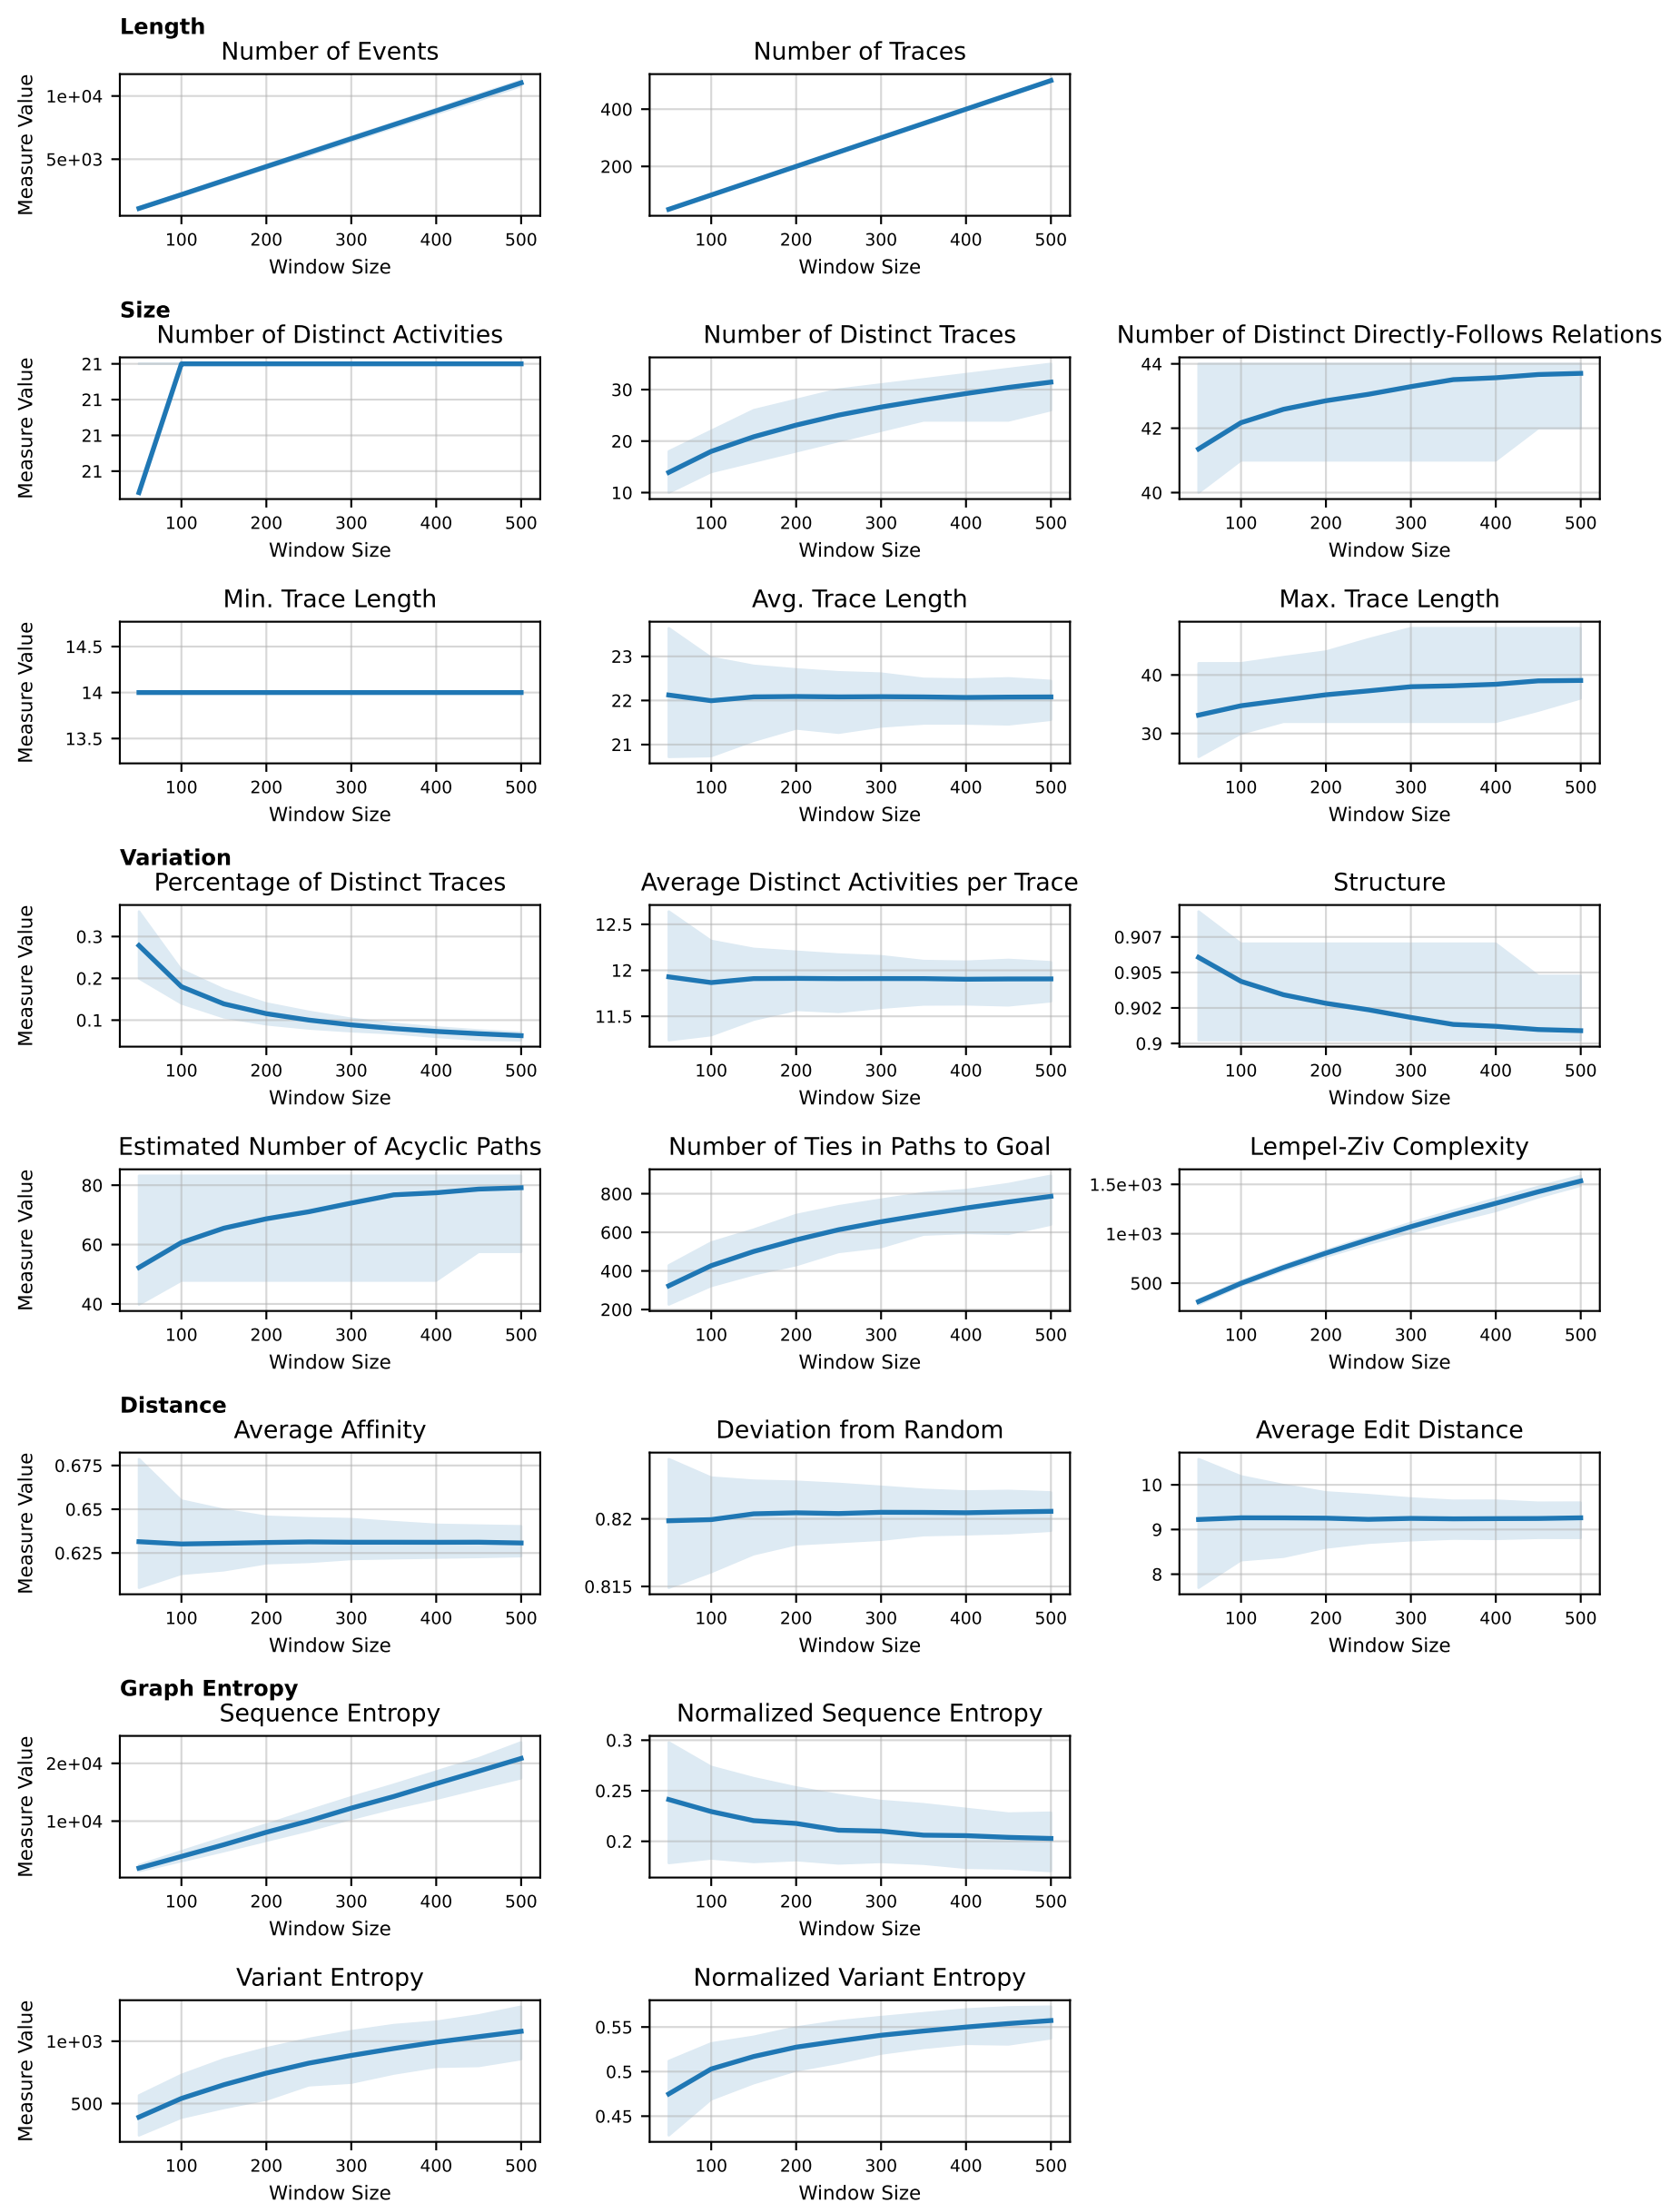 Length
Number of Events Number of Traces
Measure Value
1e+04 400
5e+03 200
100 200 300 400 500 100 200 300 400 500
Window Size Window Size
Size
Number of Distinct Activities Number of Distinct Traces Number of Distinct Directly-Follows Relations
Measure Value
21 30 44
21 20 42
21 10 40
21
100 200 300 400 500 100 200 300 400 500 100 200 300 400 500
Window Size Window Size Window Size
Min. Trace Length Avg. Trace Length Max. Trace Length
Measure Value
14.5 23 40
14 22 30
13.5 21
100 200 300 400 500 100 200 300 400 500 100 200 300 400 500
Window Size Window Size Window Size
Variation
Percentage of Distinct Traces Average Distinct Activities per Trace Structure
Measure Value
0.3 12.5 0.907
0.2 12 0.905
0.1 11.5 0.902
0.9
100 200 300 400 500 100 200 300 400 500 100 200 300 400 500
Window Size Window Size Window Size
Estimated Number of Acyclic Paths Number of Ties in Paths to Goal Lempel-Ziv Complexity
Measure Value
80 800 1.5e+03
60 600 1e+03
40 400 500
200
100 200 300 400 500 100 200 300 400 500 100 200 300 400 500
Window Size Window Size Window Size
Distance
Average Affinity Deviation from Random Average Edit Distance
Measure Value
0.675 0.82 10
0.65 0.815 9
0.625 8
100 200 300 400 500 100 200 300 400 500 100 200 300 400 500
Window Size Window Size Window Size
Graph Entropy
Sequence Entropy Normalized Sequence Entropy
Measure Value
2e+04 0.3
1e+04 0.25
0.2
100 200 300 400 500 100 200 300 400 500
Window Size Window Size
Variant Entropy Normalized Variant Entropy
Measure Value
1e+03 0.55
500 0.5
0.45
100 200 300 400 500 100 200 300 400 500
Window Size Window Size